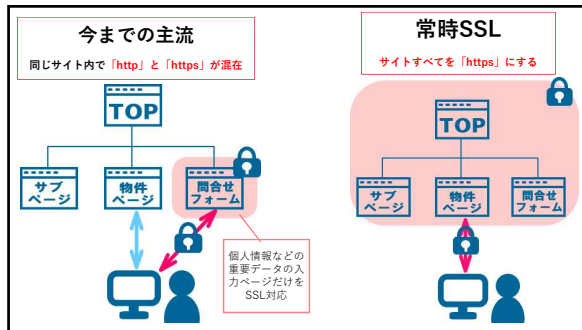 今までの主流
同じサイト内で「http」と「https」が混在
TOP
サブ
ページ
物件
ページ
問合せ
フォーム
個人情報などの
重要データの入
力ページだけを
SSL対応
常時SSL
サイトすべてを「https」にする
TOP
サブ
ページ
物件
ページ
問合せ
フォーム